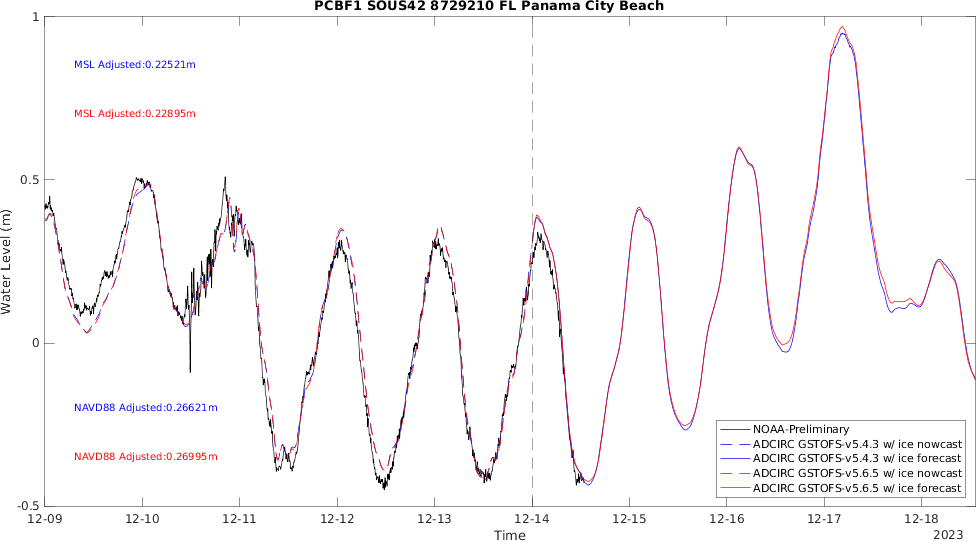 PCBF1 SOUS42 8729210 FL Panama City Beach
1
MSL Adjusted:0.22521m
MSL Adjusted:0.22895m
0.5
Water Level (m)
0
NAVD88 Adjusted:0.26621m
NAVD88 Adjusted:0.26995m
NOAA-Preliminary
ADCIRC GSTOFS-v5.4.3 w/ ice nowcast
ADCIRC GSTOFS-v5.4.3 w/ ice forecast
ADCIRC GSTOFS-v5.6.5 w/ ice nowcast
ADCIRC GSTOFS-v5.6.5 w/ ice forecast
-0.5
12-09 12-10 12-11 12-12 12-13 12-14 12-15 12-16 12-17 12-18
Time
2023